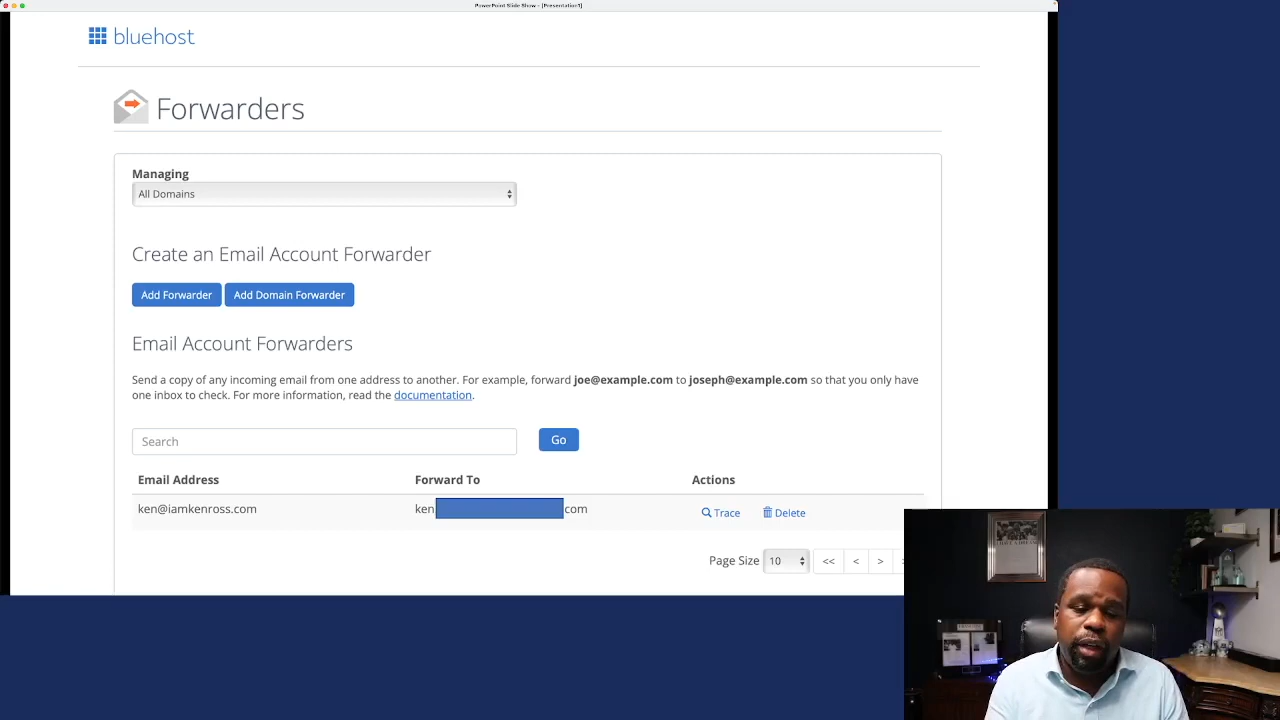 PowerPoint Slide Show - [Presentation1]
bluehost
Forwarders
Managing
All Domains
Create an Email Account Forwarder
Add Forwarder Add Domain Forwarder
Email Account Forwarders
Send a copy of any incoming email from one address to another. For example, forward joe@example.com to joseph@example.com so that you only have
one inbox to check. For more information, read the documentation.
Search Go
Email Address Forward To Actions
ken@iamkenross.com ken com Trace Delete
Page Size 10 << < >